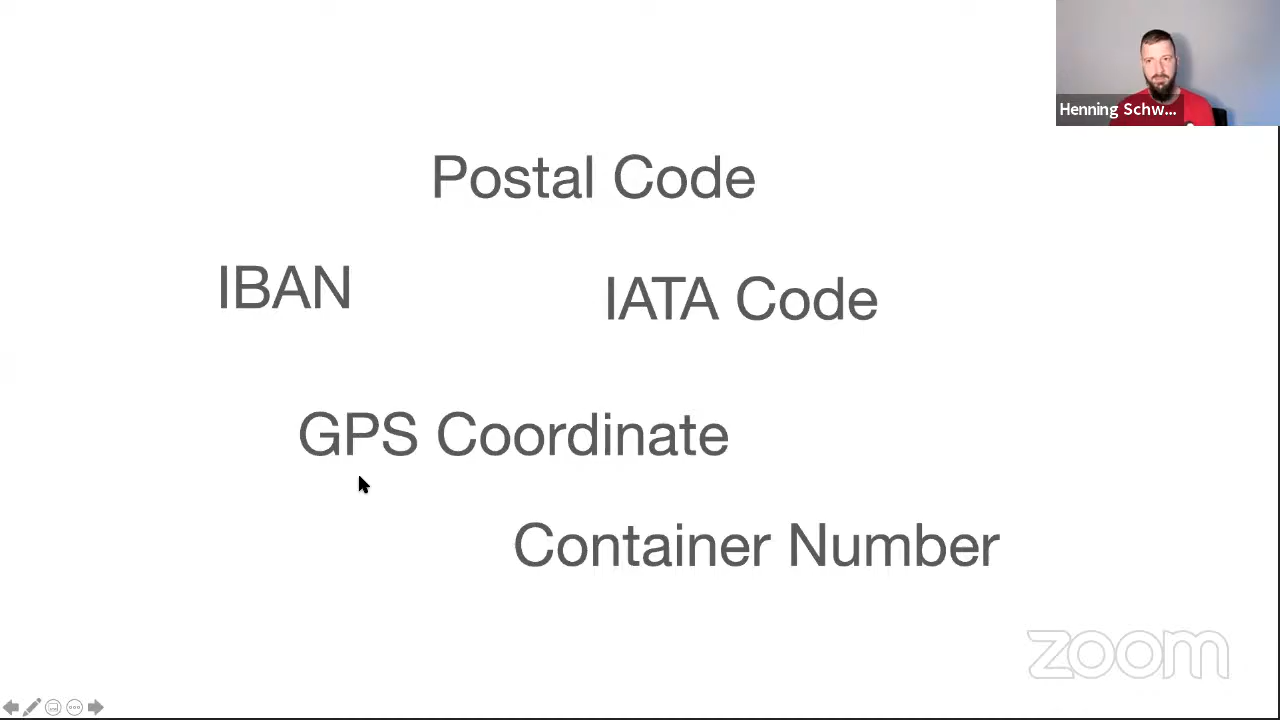 Henning Schw...
Postal Code
IBAN
IATA Code
GPS Coordinate
Container Number
zoom